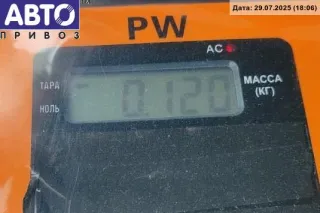 АВТО
ПРИВОЗ
Дата: 29.07.2025 (18:06)
PW
AC
ТАРА
НОЛЬ
0.120
МАССА
(КГ)